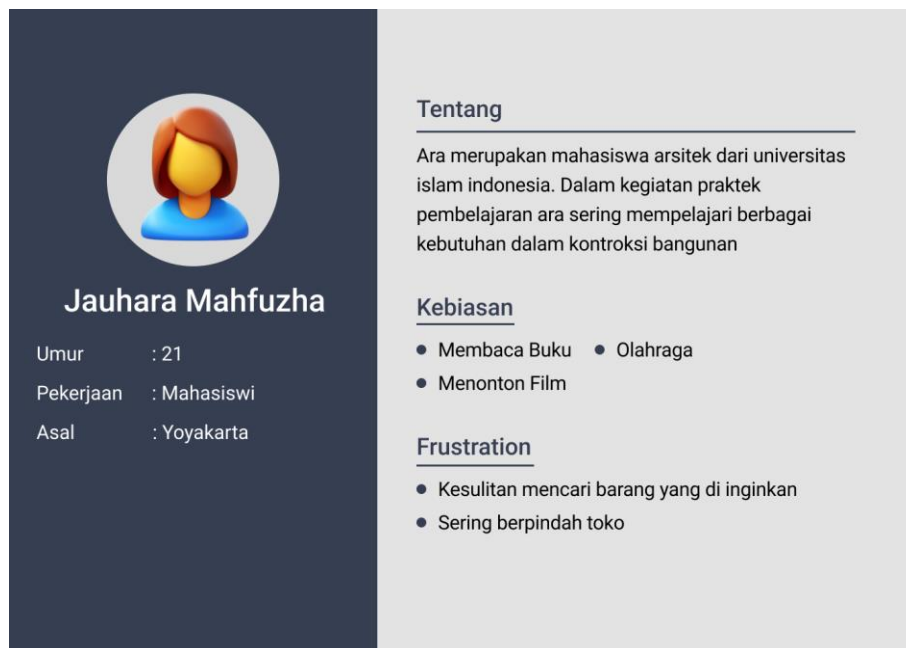 Jauhara Mahfuzha
Umur : 21
Pekerjaan : Mahasiswi
Asal : Yoyakarta
Tentang
Ara merupakan mahasiswa arsitek dari universitas
islam indonesia. Dalam kegiatan praktek
pembelajaran ara sering mempelajari berbagai
kebutuhan dalam kontroksi bangunan
Kebiasan
Membaca Buku
Olahraga
Menonton Film
Frustration
Kesulitan mencari barang yang di inginkan
Sering berpindah toko